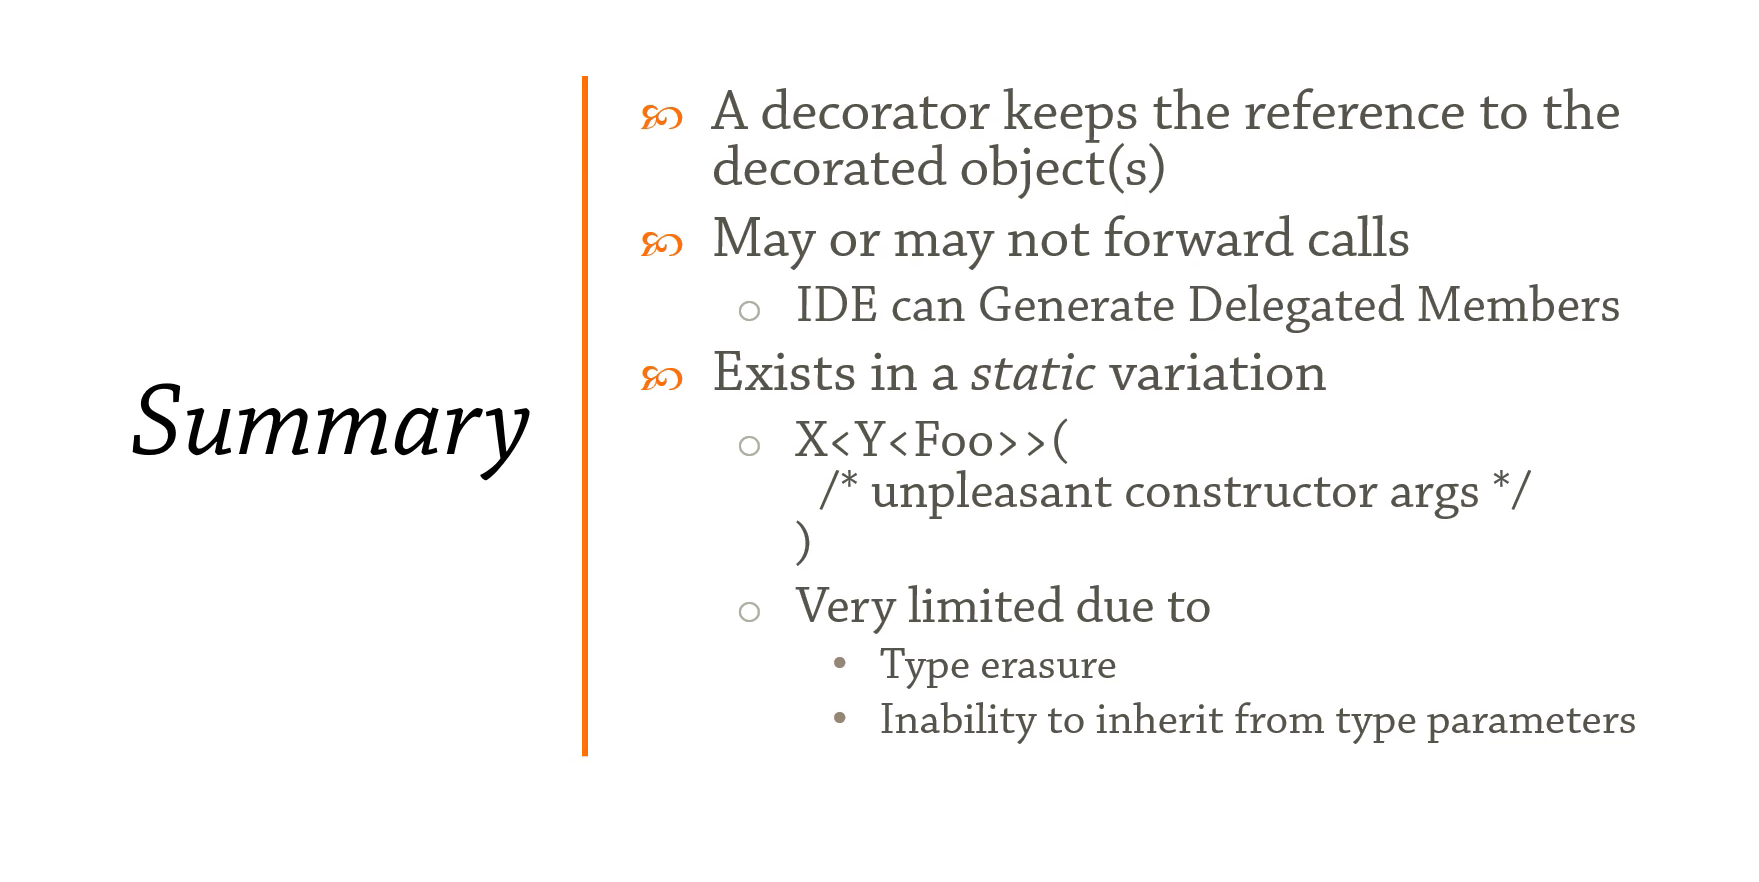 Summary
A decorator keeps the reference to the
decorated object(s)
May or may not forward calls
IDE can Generate Delegated Members
Exists in a static variation
X<Y<Foo>>(
/* unpleasant constructor args */
)
Very limited due to
Type erasure
Inability to inherit from type parameters